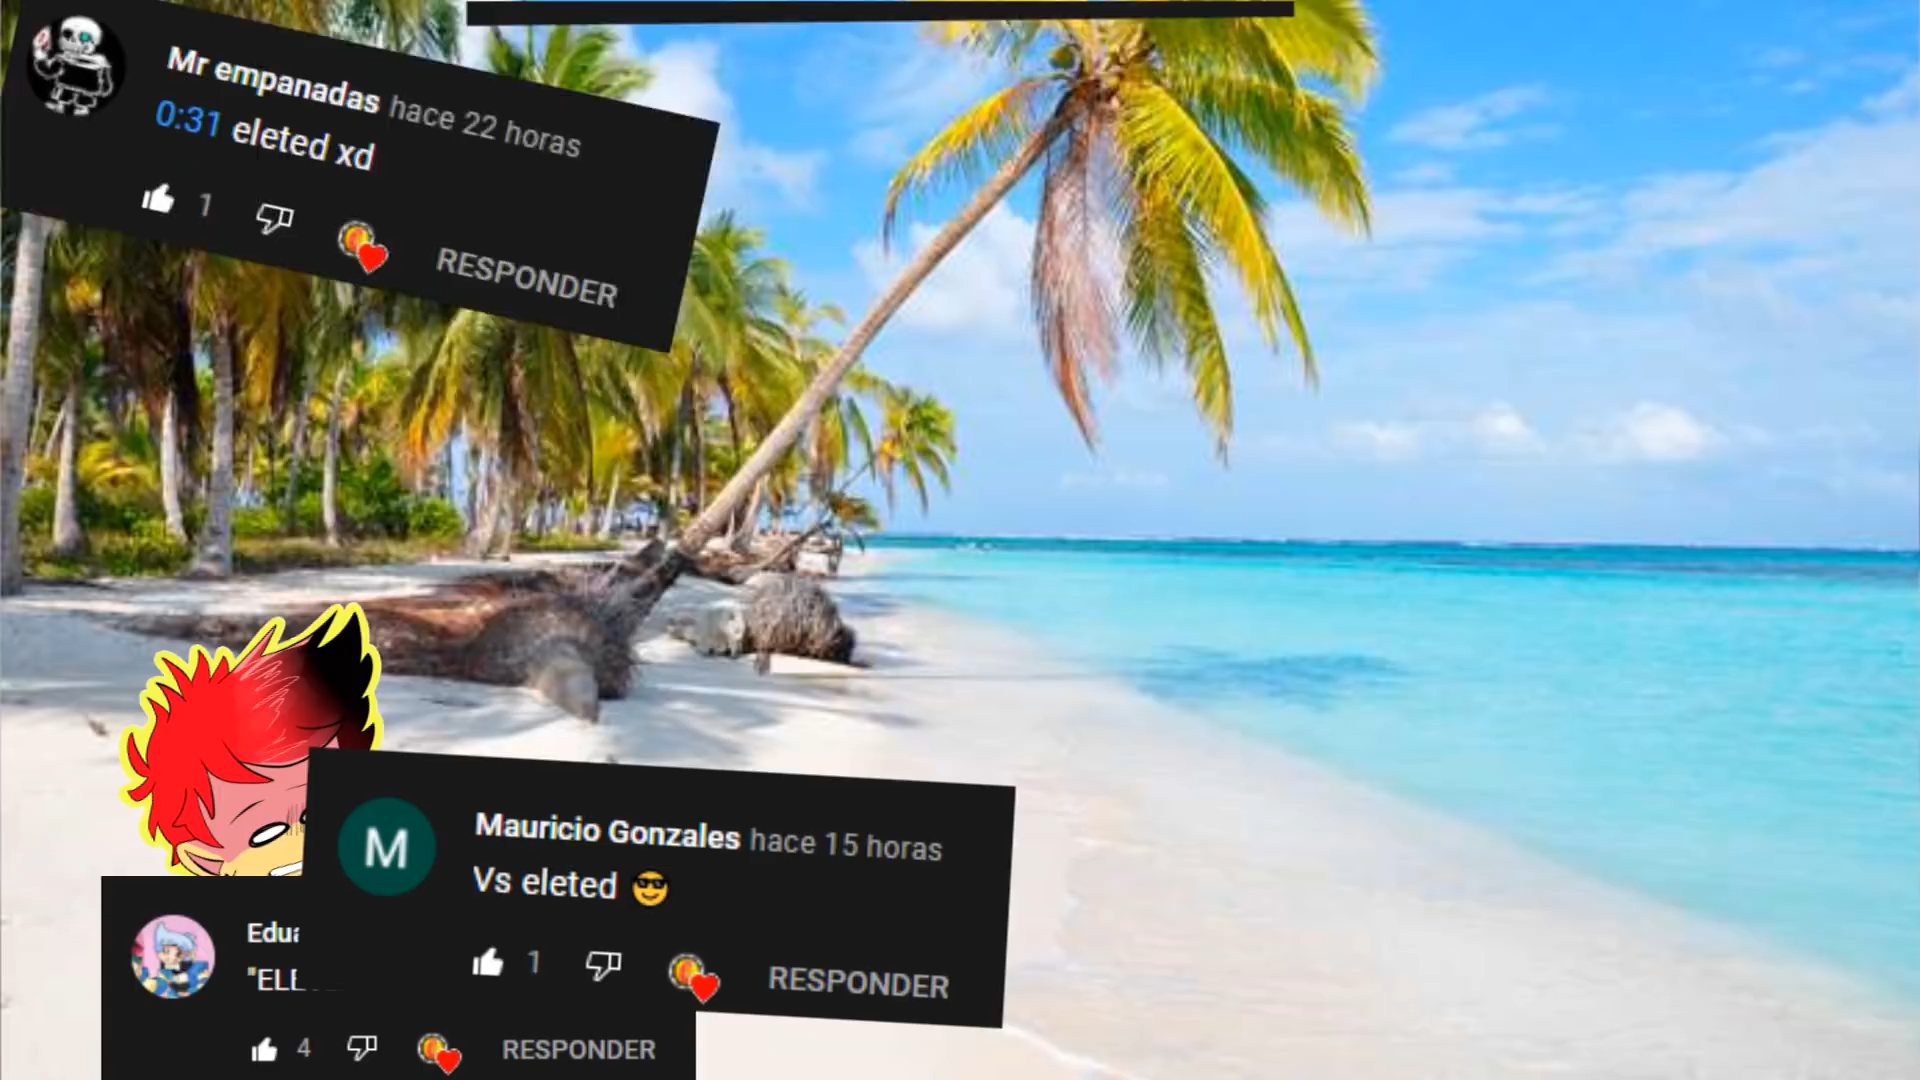 Mr empanadas hace 22 horas
0:31 eleted xd
1
RESPONDER
M
Mauricio Gonzales hace 15 horas
Vs eleted 😎
1
RESPONDER
4
RESPONDER